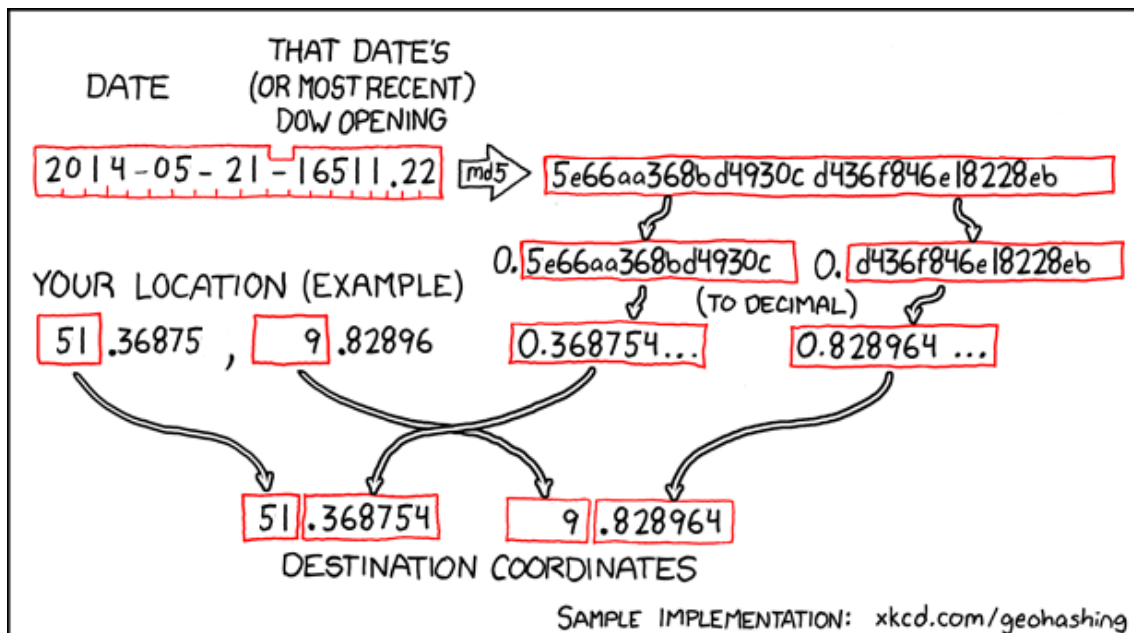 DATE
THAT DATE'S
(OR MOST RECENT)
DOW OPENING
2014-05-21-16511.22
md5
5e66aa368bd4930cd436f846e18228eb
0.5e66aa368bd4930c
0.d436f846e18228eb
(TO DECIMAL)
YOUR LOCATION (EXAMPLE)
51.36875, 9.82896
0.368754...
0.828964...
51.368754
9.828964
DESTINATION COORDINATES
SAMPLE IMPLEMENTATION: xkcd.com/geohashing